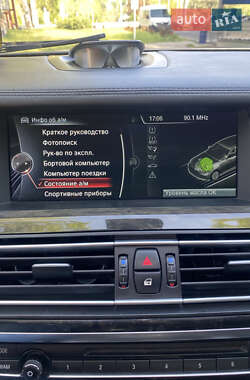 AUTO.RIA
Инфо об а/м
Краткое руководство
Фотопоиск
Рук-во по экспл.
Бортовой компьютер
Компьютер поездки
Состояние а/м
Спортивные приборы
17:06
90.1 MHz
Уровень масла OK
MODE